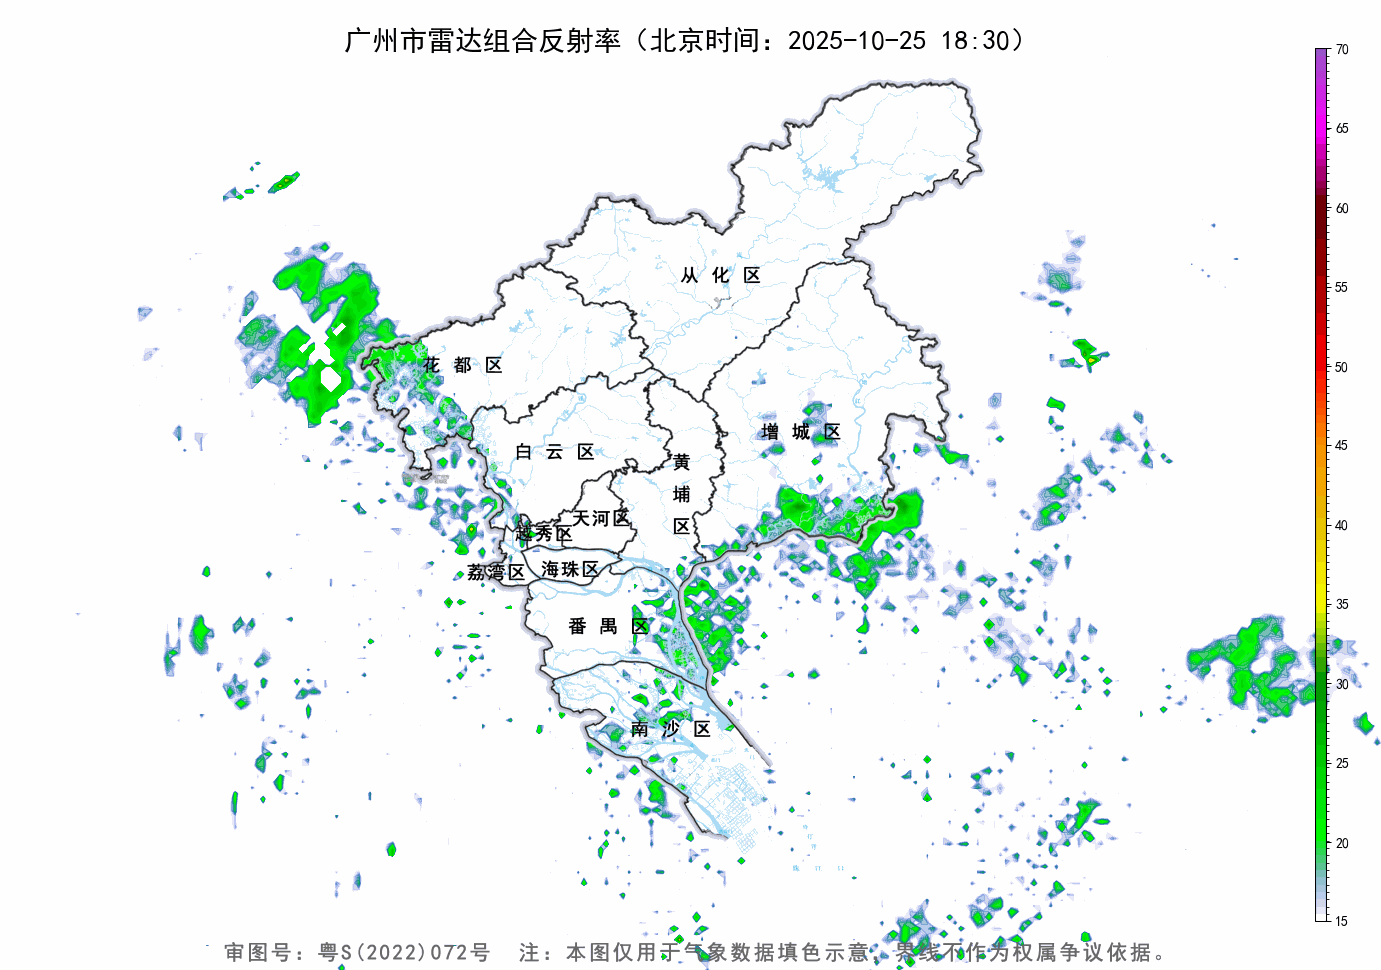 广州市雷达组合反射率（北京时间：2025-10-25 18:30）
70
65
60
55
50
45
40
35
30
25
20
15
从 化 区
花 都 区
增 城 区
白 云 区
黄
埔
区
天河区
越秀区
海珠区
荔湾区
番 禺 区
南 沙 区
审图号：粤S(2022)072号 注：本图仅用于气象数据填色示意，界线不作为权属争议依据。